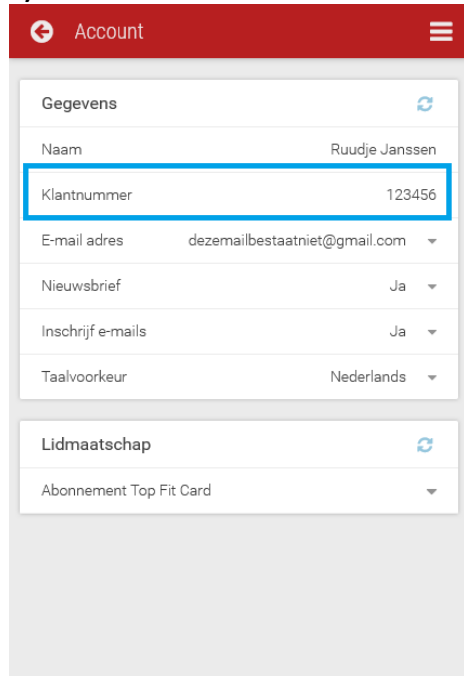 Account
Gegevens
Naam Ruudje Janssen
Klantnummer 123456
E-mail adres dezemailbestaatniet@gmail.com
Nieuwsbrief Ja
Inschrijf e-mails Ja
Taalvoorkeur Nederlands
Lidmaatschap
Abonnement Top Fit Card